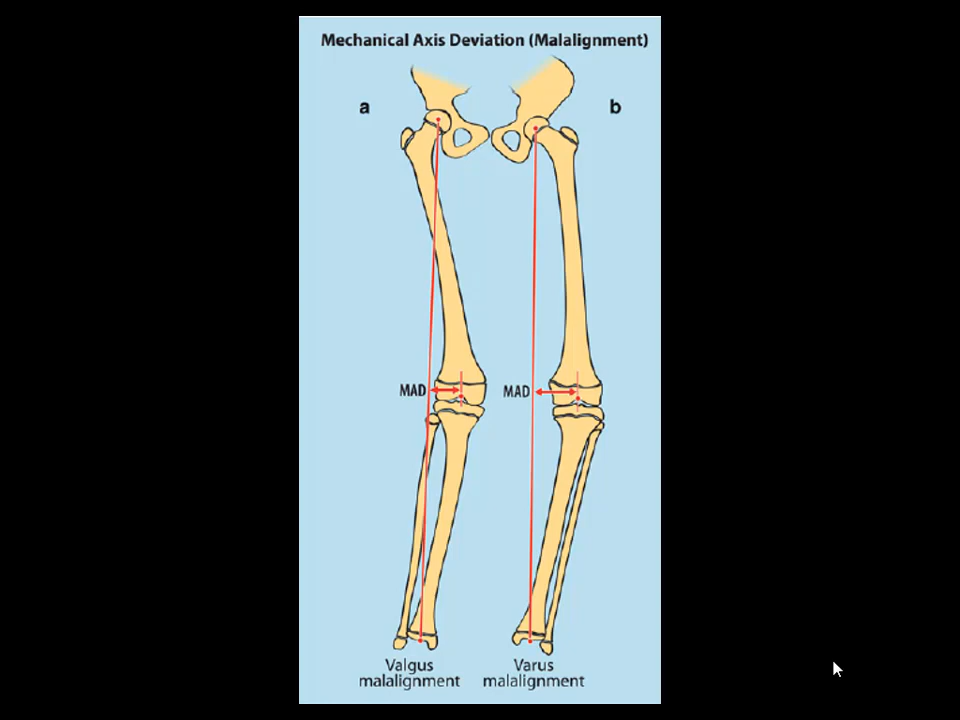 Mechanical Axis Deviation (Malalignment)
a
b
MAD
MAD
Valgus
malalignment
Varus
malalignment